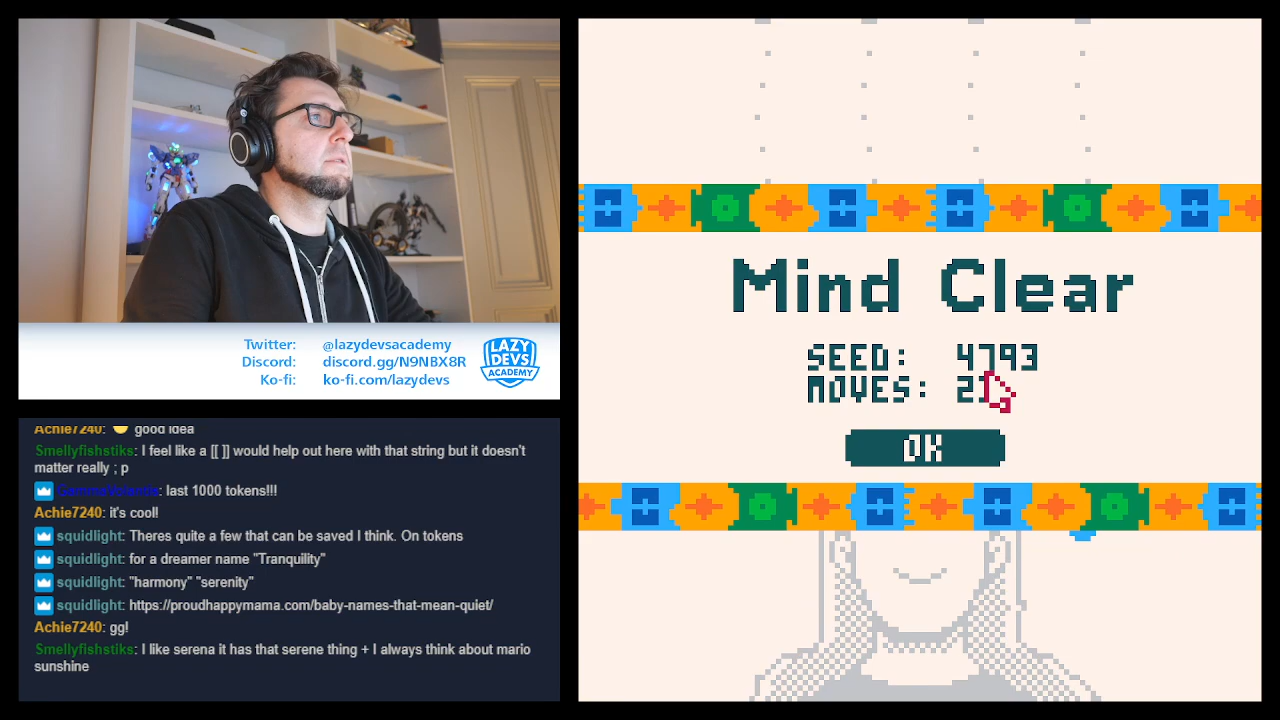 Twitter: @lazydevsacademy
Discord: discord.gg/N9NBX8R
Ko-fi: ko-fi.com/lazydevs
LAZY
DEVS
ACADEMY
Achie7240: good idea
Smellyfishstiks: I feel like a [[ ]] would help out here with that string but it doesn't
matter really ; p
GammaVolantis: last 1000 tokens!!!
Achie7240: it's cool!
squidlight: Theres quite a few that can be saved I think. On tokens
squidlight: for a dreamer name "Tranquility"
squidlight: "harmony" "serenity"
squidlight: https://proudhappymama.com/baby-names-that-mean-quiet/
Achie7240: gg!
Smellyfishstiks: I like serena it has that serene thing + I always think about mario
sunshine
Mind Clear
SEED: 4793
MOVES:
OK